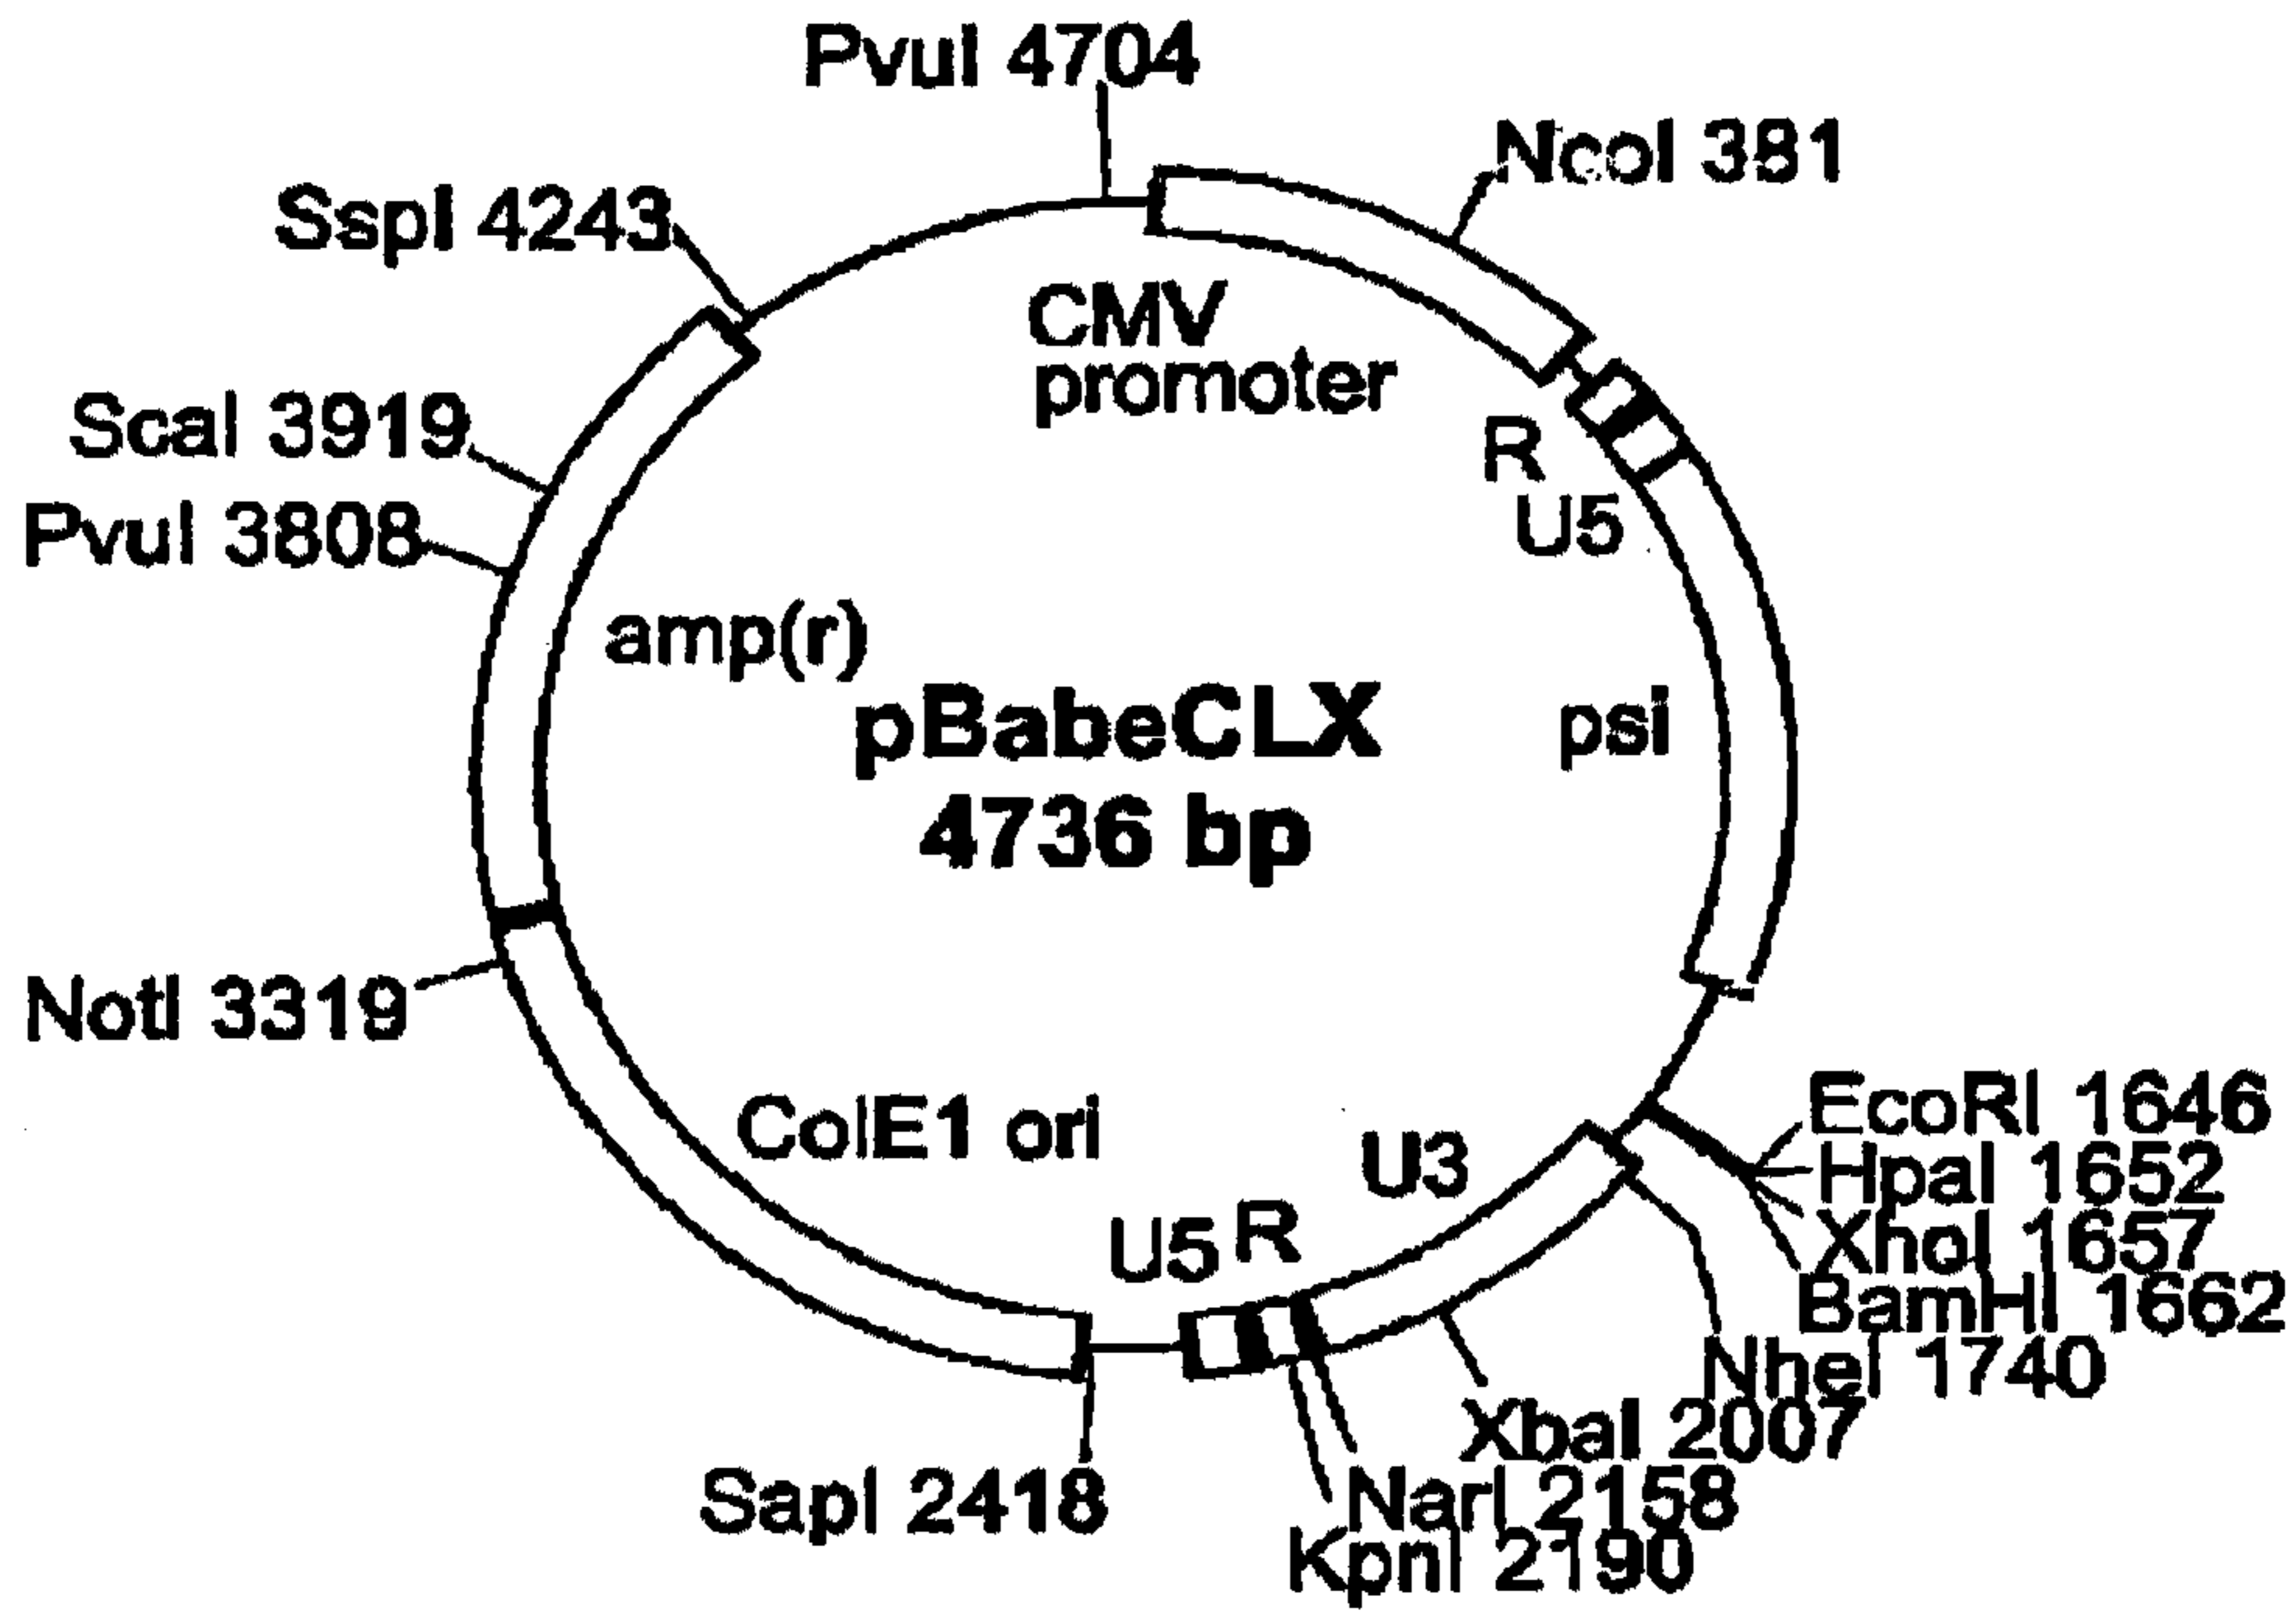 PvuI 4704
NcoI 381
SspI 4243
CMV
promoter
ScaI 3919
R
PvuI 3808
U5
amp(r)
pBabeCLX
psi
4736 bp
NotI 3319
EcoRI 1646
ColE1 ori
U3
HpaI 1652
U5 R
XhoI 1657
BamHI 1662
NheI 1740
XbaI 2007
SapI 2418
NarI 2158
KpnI 2190